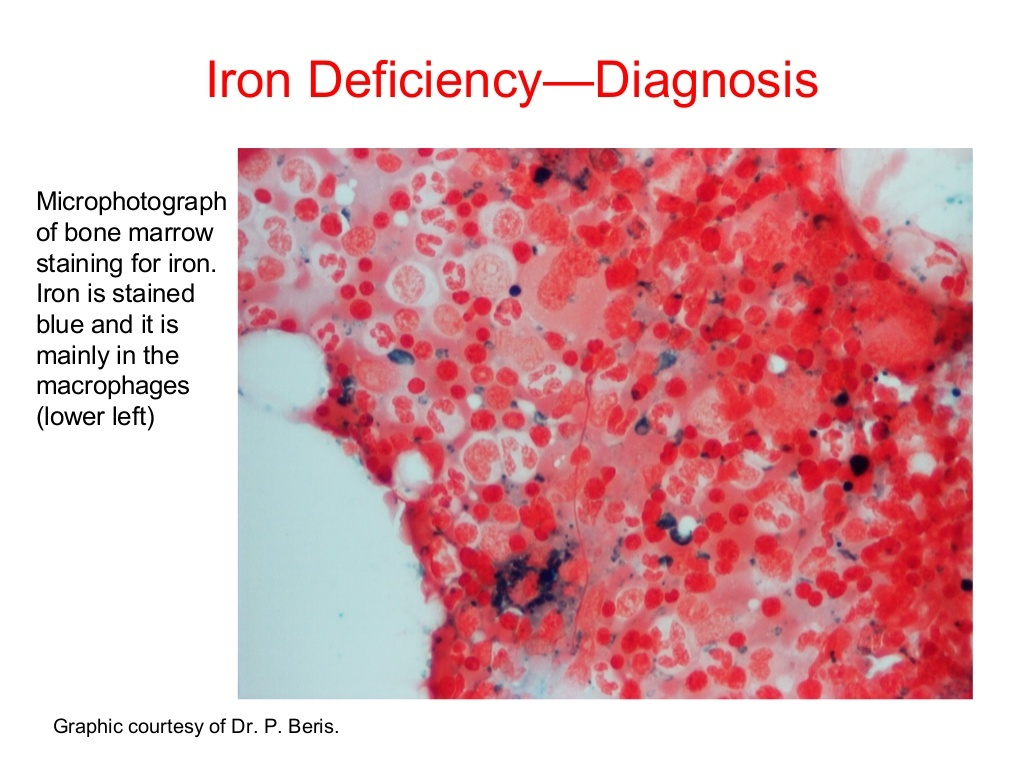 Iron Deficiency—Diagnosis
Microphotograph
of bone marrow
staining for iron.
Iron is stained
blue and it is
mainly in the
macrophages
(lower left)
Graphic courtesy of Dr. P. Beris.